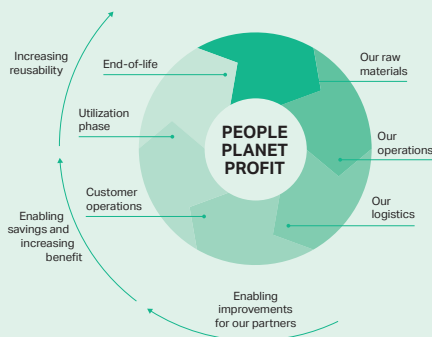 Increasing
reusability
End-of-life
Our raw
materials
Utilization
phase
PEOPLE
PLANET
PROFIT
Our
operations
Customer
operations
Our
logistics
Enabling
savings and
increasing
benefit
Enabling
improvements
for our partners